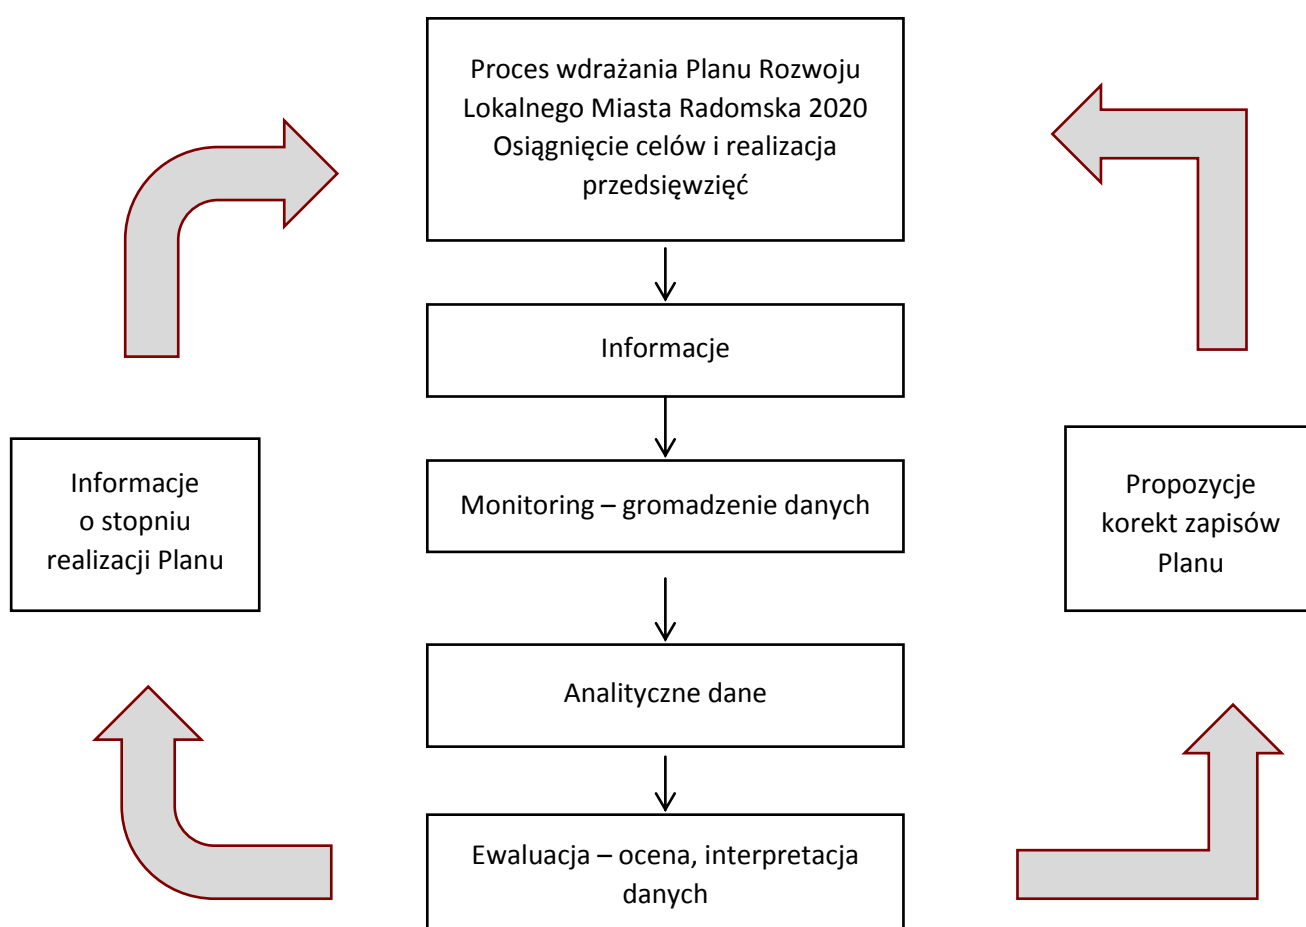 Proces wdrażania Planu Rozwoju
Lokalnego Miasta Radomska 2020
Osiągnięcie celów i realizacja
przedsięwzięć
Informacje
Monitoring – gromadzenie danych
Informacje
o stopniu
realizacji Planu
Propozycje
korekt zapisów
Planu
Analityczne dane
Ewaluacja – ocena, interpretacja
danych